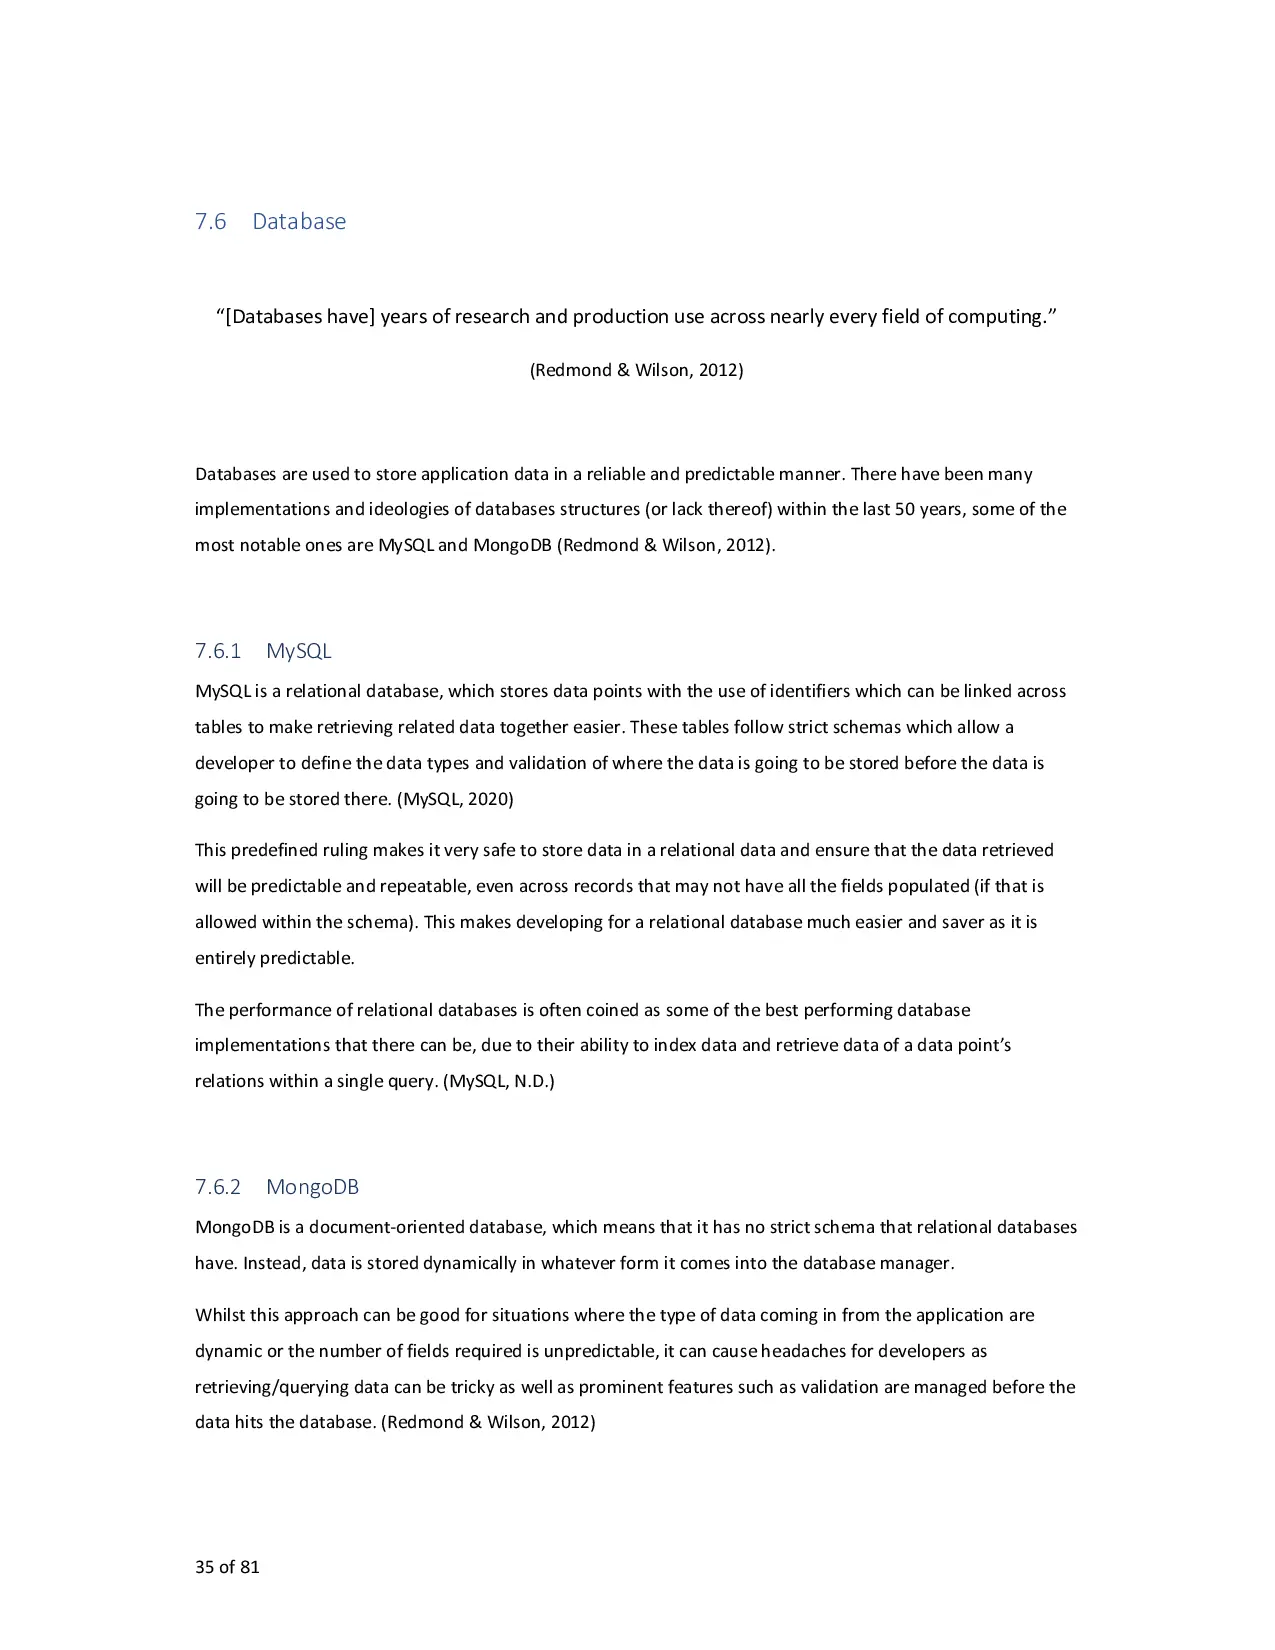 7.6 Database
“[Databases have] years of research and production use across nearly every field of computing.”
(Redmond & Wilson, 2012)
Databases are used to store application data in a reliable and predictable manner. There have been many
implementations and ideologies of databases structures (or lack thereof) within the last 50 years, some of the
most notable ones are MySQL and MongoDB (Redmond & Wilson, 2012).
7.6.1 MySQL
MySQL is a relational database, which stores data points with the use of identifiers which can be linked across
tables to make retrieving related data together easier. These tables follow strict schemas which allow a
developer to define the data types and validation of where the data is going to be stored before the data is
going to be stored there. (MySQL, 2020)
This predefined ruling makes it very safe to store data in a relational data and ensure that the data retrieved
will be predictable and repeatable, even across records that may not have all the fields populated (if that is
allowed within the schema). This makes developing for a relational database much easier and saver as it is
entirely predictable.
The performance of relational databases is often coined as some of the best performing database
implementations that there can be, due to their ability to index data and retrieve data of a data point’s
relations within a single query. (MySQL, N.D.)
7.6.2 MongoDB
MongoDB is a document-oriented database, which means that it has no strict schema that relational databases
have. Instead, data is stored dynamically in whatever form it comes into the database manager.
Whilst this approach can be good for situations where the type of data coming in from the application are
dynamic or the number of fields required is unpredictable, it can cause headaches for developers as
retrieving/querying data can be tricky as well as prominent features such as validation are managed before the
data hits the database. (Redmond & Wilson, 2012)
35 of 81